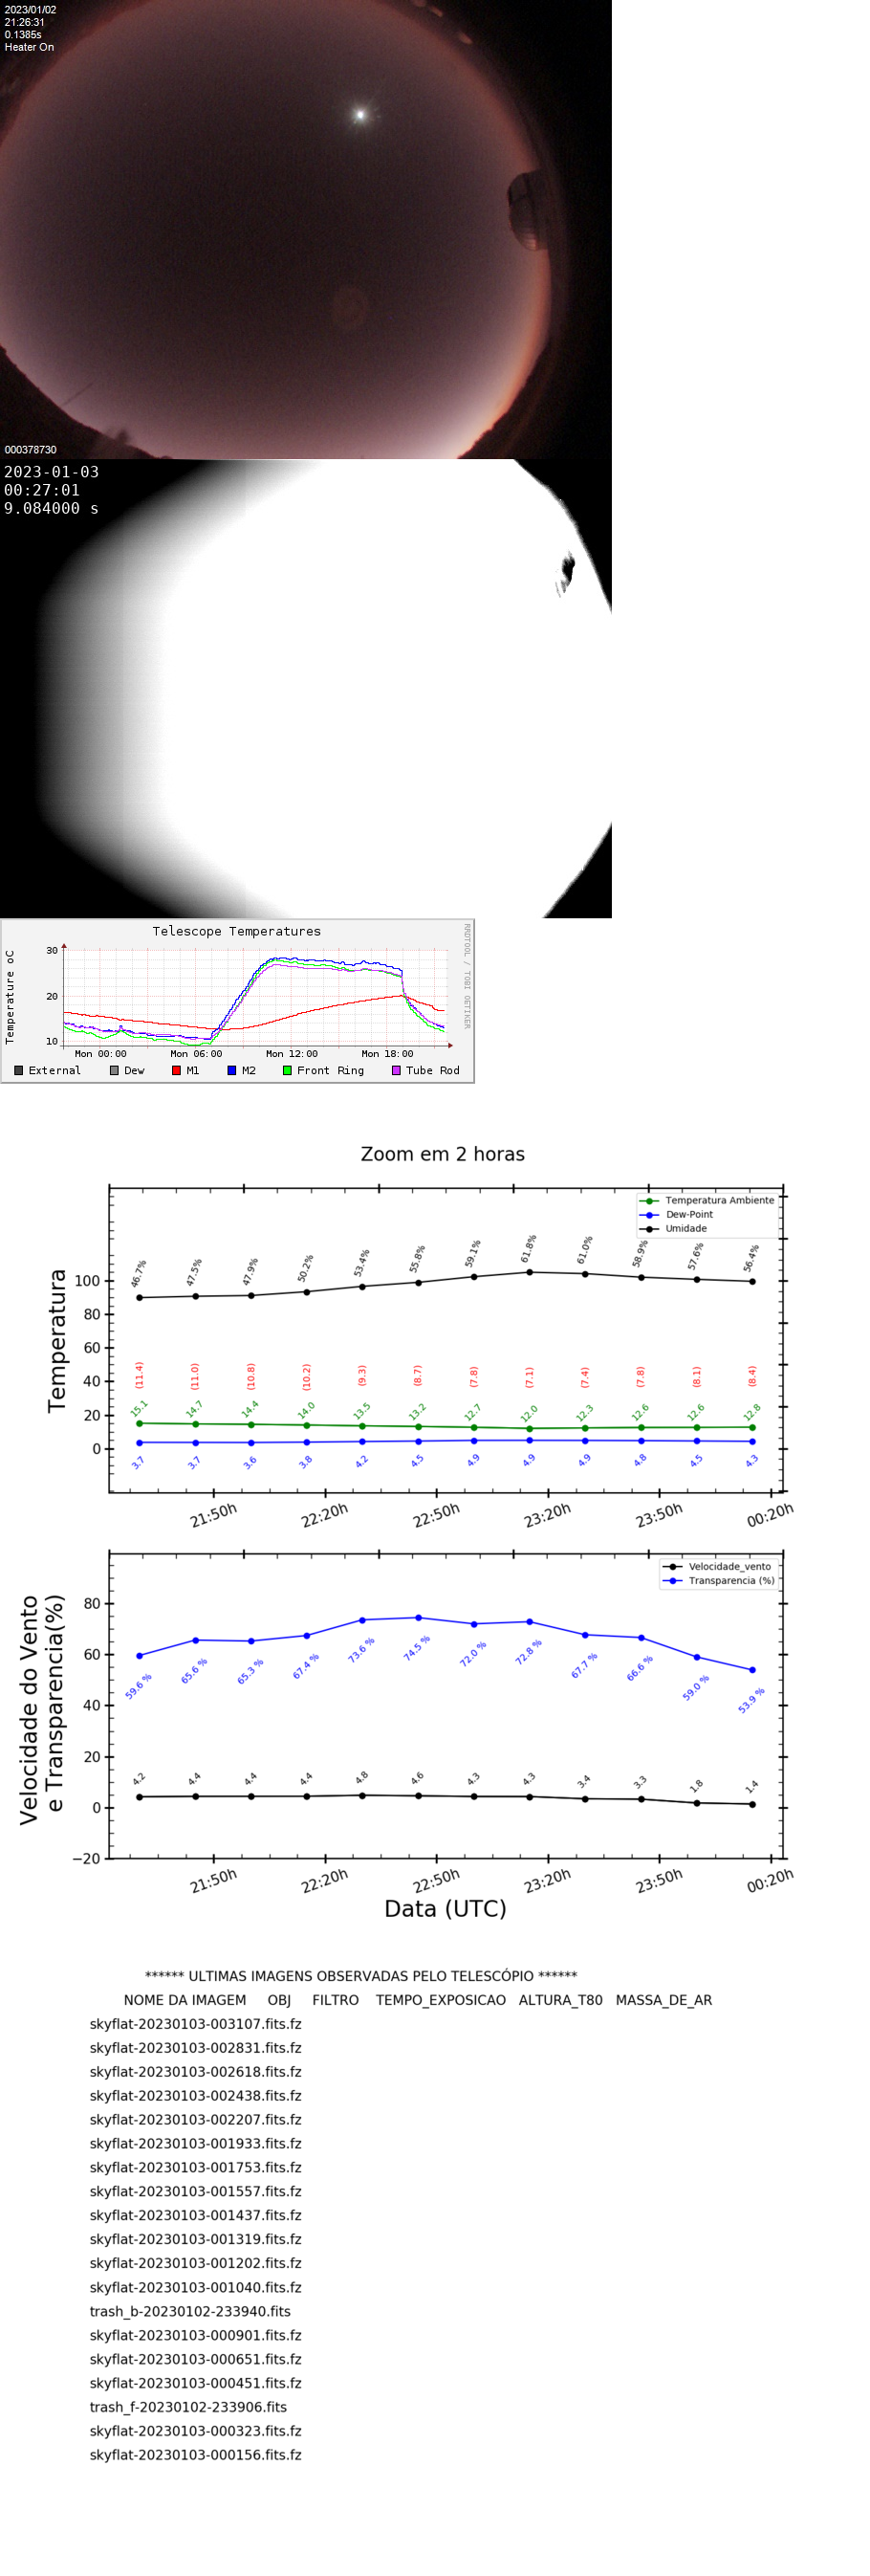 2023/01/02
21:26:31
0.1385s
Heater On
000378730
2023-01-03
00:27:01
9.084000 s
Telescope Temperatures
RRDTOOL / TOBI OETIKER
Temperature oC
30
20
10
Mon 00:00 Mon 06:00 Mon 12:00 Mon 18:00
External Dew M1 M2 Front Ring Tube Rod
Zoom em 2 horas
Temperatura Ambiente
Dew-Point
Umidade
Temperatura
100
80
60
40
20
0
46.7% 47.5% 47.9% 50.2% 53.4% 55.8% 59.1% 61.8% 61.0% 58.9% 57.6% 56.4%
(11.4) (11.0) (10.8) (10.2) (9.3) (8.7) (7.8) (7.1) (7.4) (7.8) (8.1) (8.4)
15.1 14.7 14.4 14.0 13.5 13.2 12.7 12.0 12.3 12.6 12.6 12.8
3.7 3.7 3.6 3.8 4.2 4.5 4.9 4.9 4.9 4.8 4.5 4.3
21:50h 22:20h 22:50h 23:20h 23:50h 00:20h
Velocidade_vento
Transparencia (%)
Velocidade do Vento
e Transparencia(%)
80
60
40
20
0
−20
59.6 % 65.6 % 65.3 % 67.4 % 73.6 % 74.5 % 72.0 % 72.8 % 67.7 % 66.6 % 59.0 % 53.9 %
4.2 4.4 4.4 4.4 4.8 4.6 4.3 4.3 3.4 3.3 1.8 1.4
21:50h 22:20h 22:50h 23:20h 23:50h 00:20h
Data (UTC)
****** ULTIMAS IMAGENS OBSERVADAS PELO TELESCÓPIO ******
NOME DA IMAGEM OBJ FILTRO TEMPO_EXPOSICAO ALTURA_T80 MASSA_DE_AR
skyflat-20230103-003107.fits.fz
skyflat-20230103-002831.fits.fz
skyflat-20230103-002618.fits.fz
skyflat-20230103-002438.fits.fz
skyflat-20230103-002207.fits.fz
skyflat-20230103-001933.fits.fz
skyflat-20230103-001753.fits.fz
skyflat-20230103-001557.fits.fz
skyflat-20230103-001437.fits.fz
skyflat-20230103-001319.fits.fz
skyflat-20230103-001202.fits.fz
skyflat-20230103-001040.fits.fz
trash_b-20230102-233940.fits
skyflat-20230103-000901.fits.fz
skyflat-20230103-000651.fits.fz
skyflat-20230103-000451.fits.fz
trash_f-20230102-233906.fits
skyflat-20230103-000323.fits.fz
skyflat-20230103-000156.fits.fz